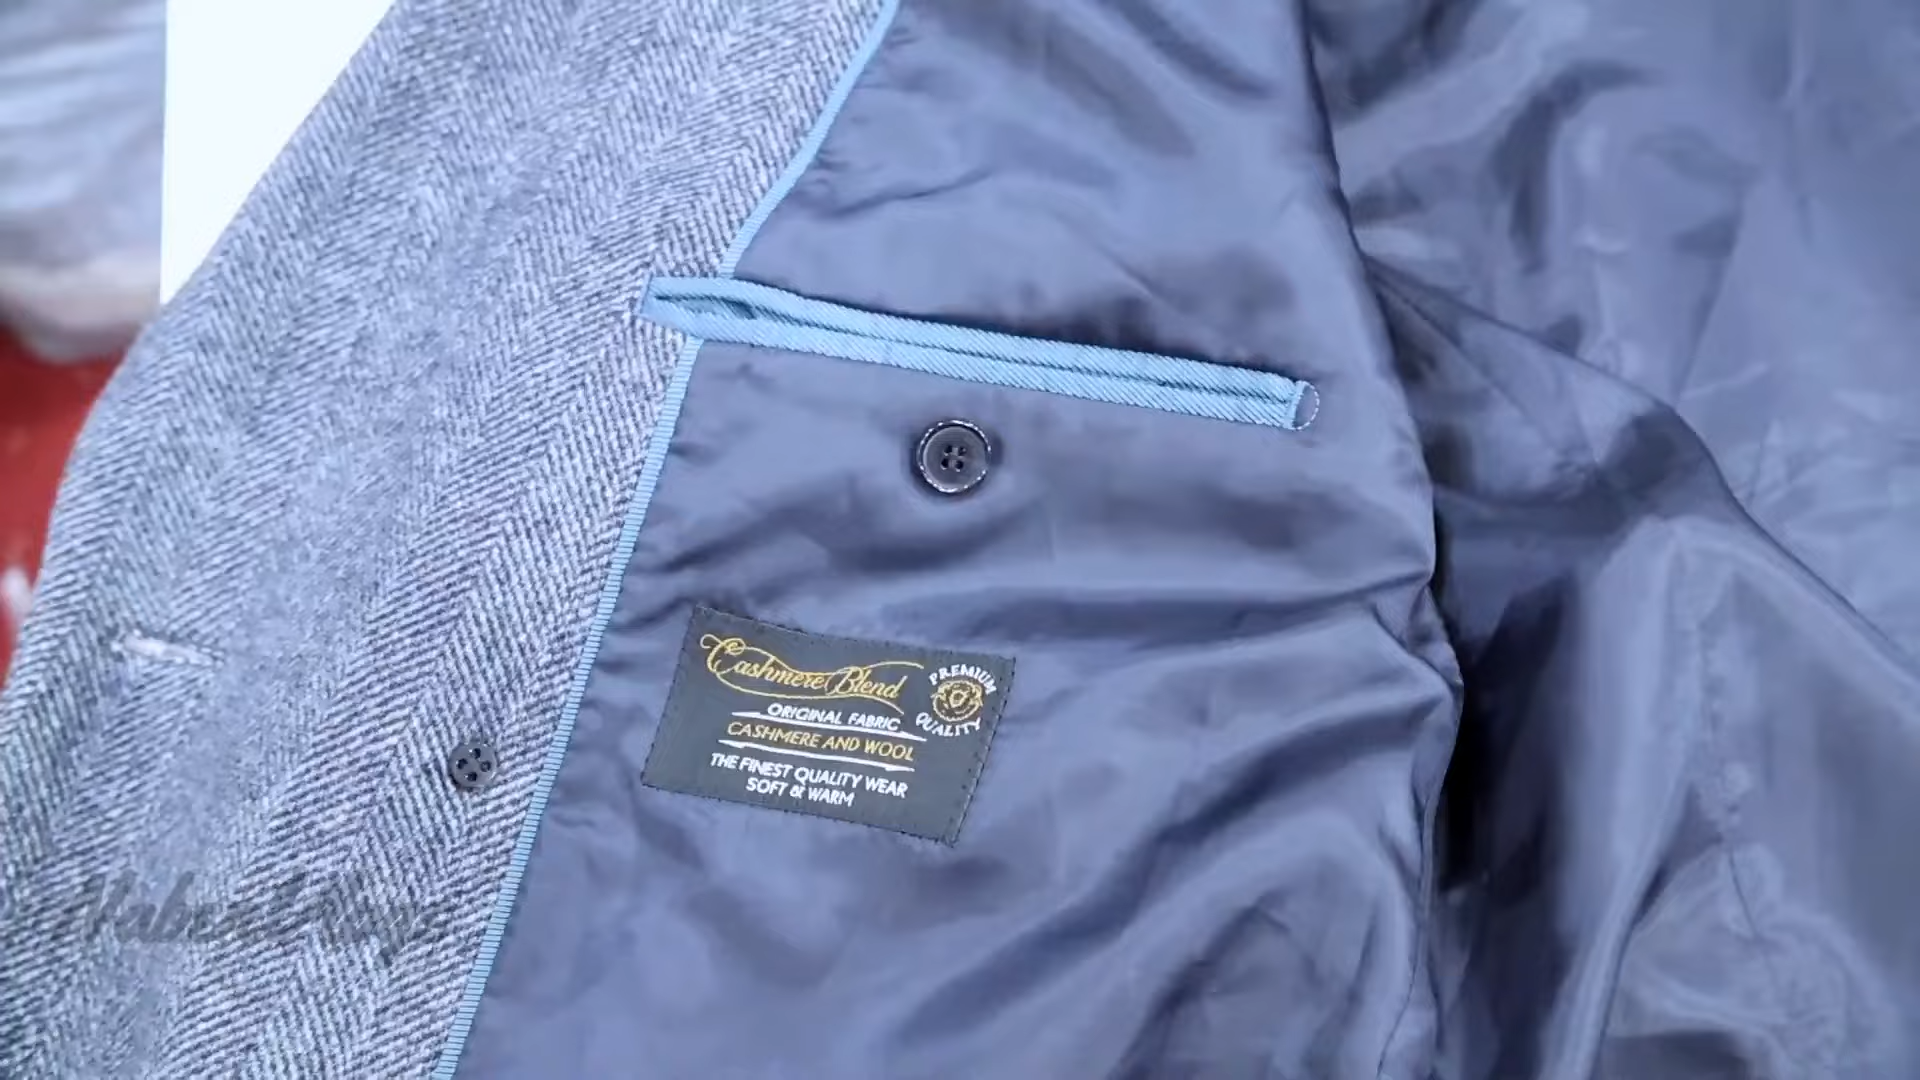 Cashmere Blend
PREMIUM
QUALITY
ORIGINAL FABRIC
CASHMERE AND WOOL
THE FINEST QUALITY WEAR
SOFT & WARM